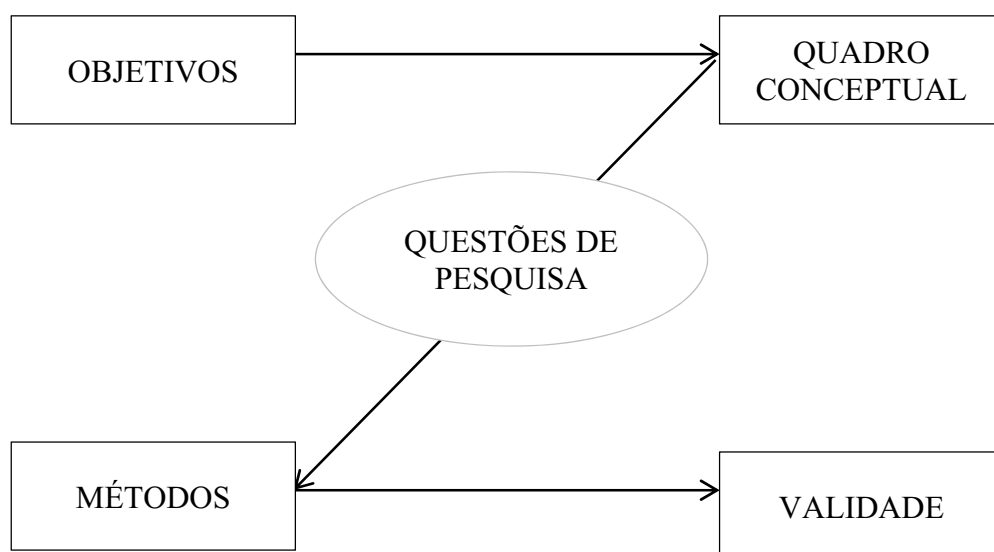 OBJETIVOS
QUADRO
CONCEPTUAL
QUESTÕES DE
PESQUISA
MÉTODOS
VALIDADE